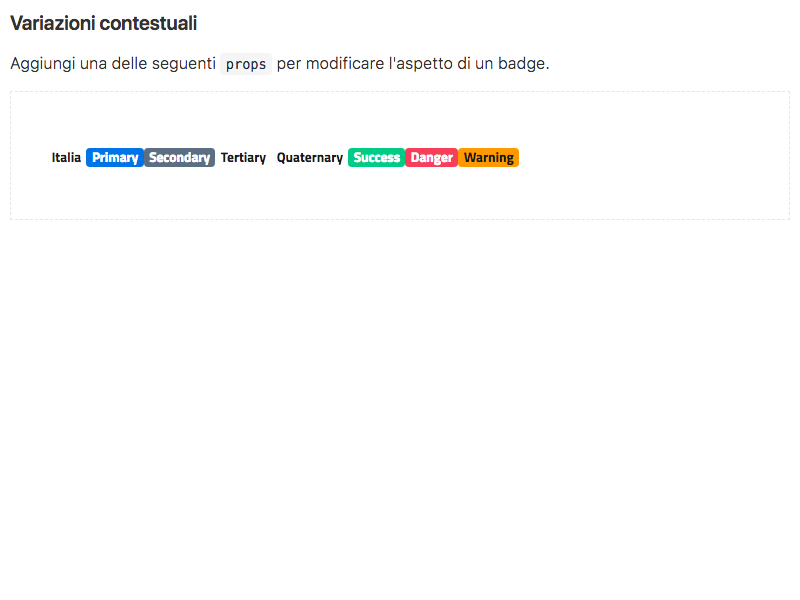 Variazioni contestuali
Aggiungi una delle seguenti props per modificare l'aspetto di un badge.
Italia Primary Secondary Tertiary Quaternary Success Danger Warning